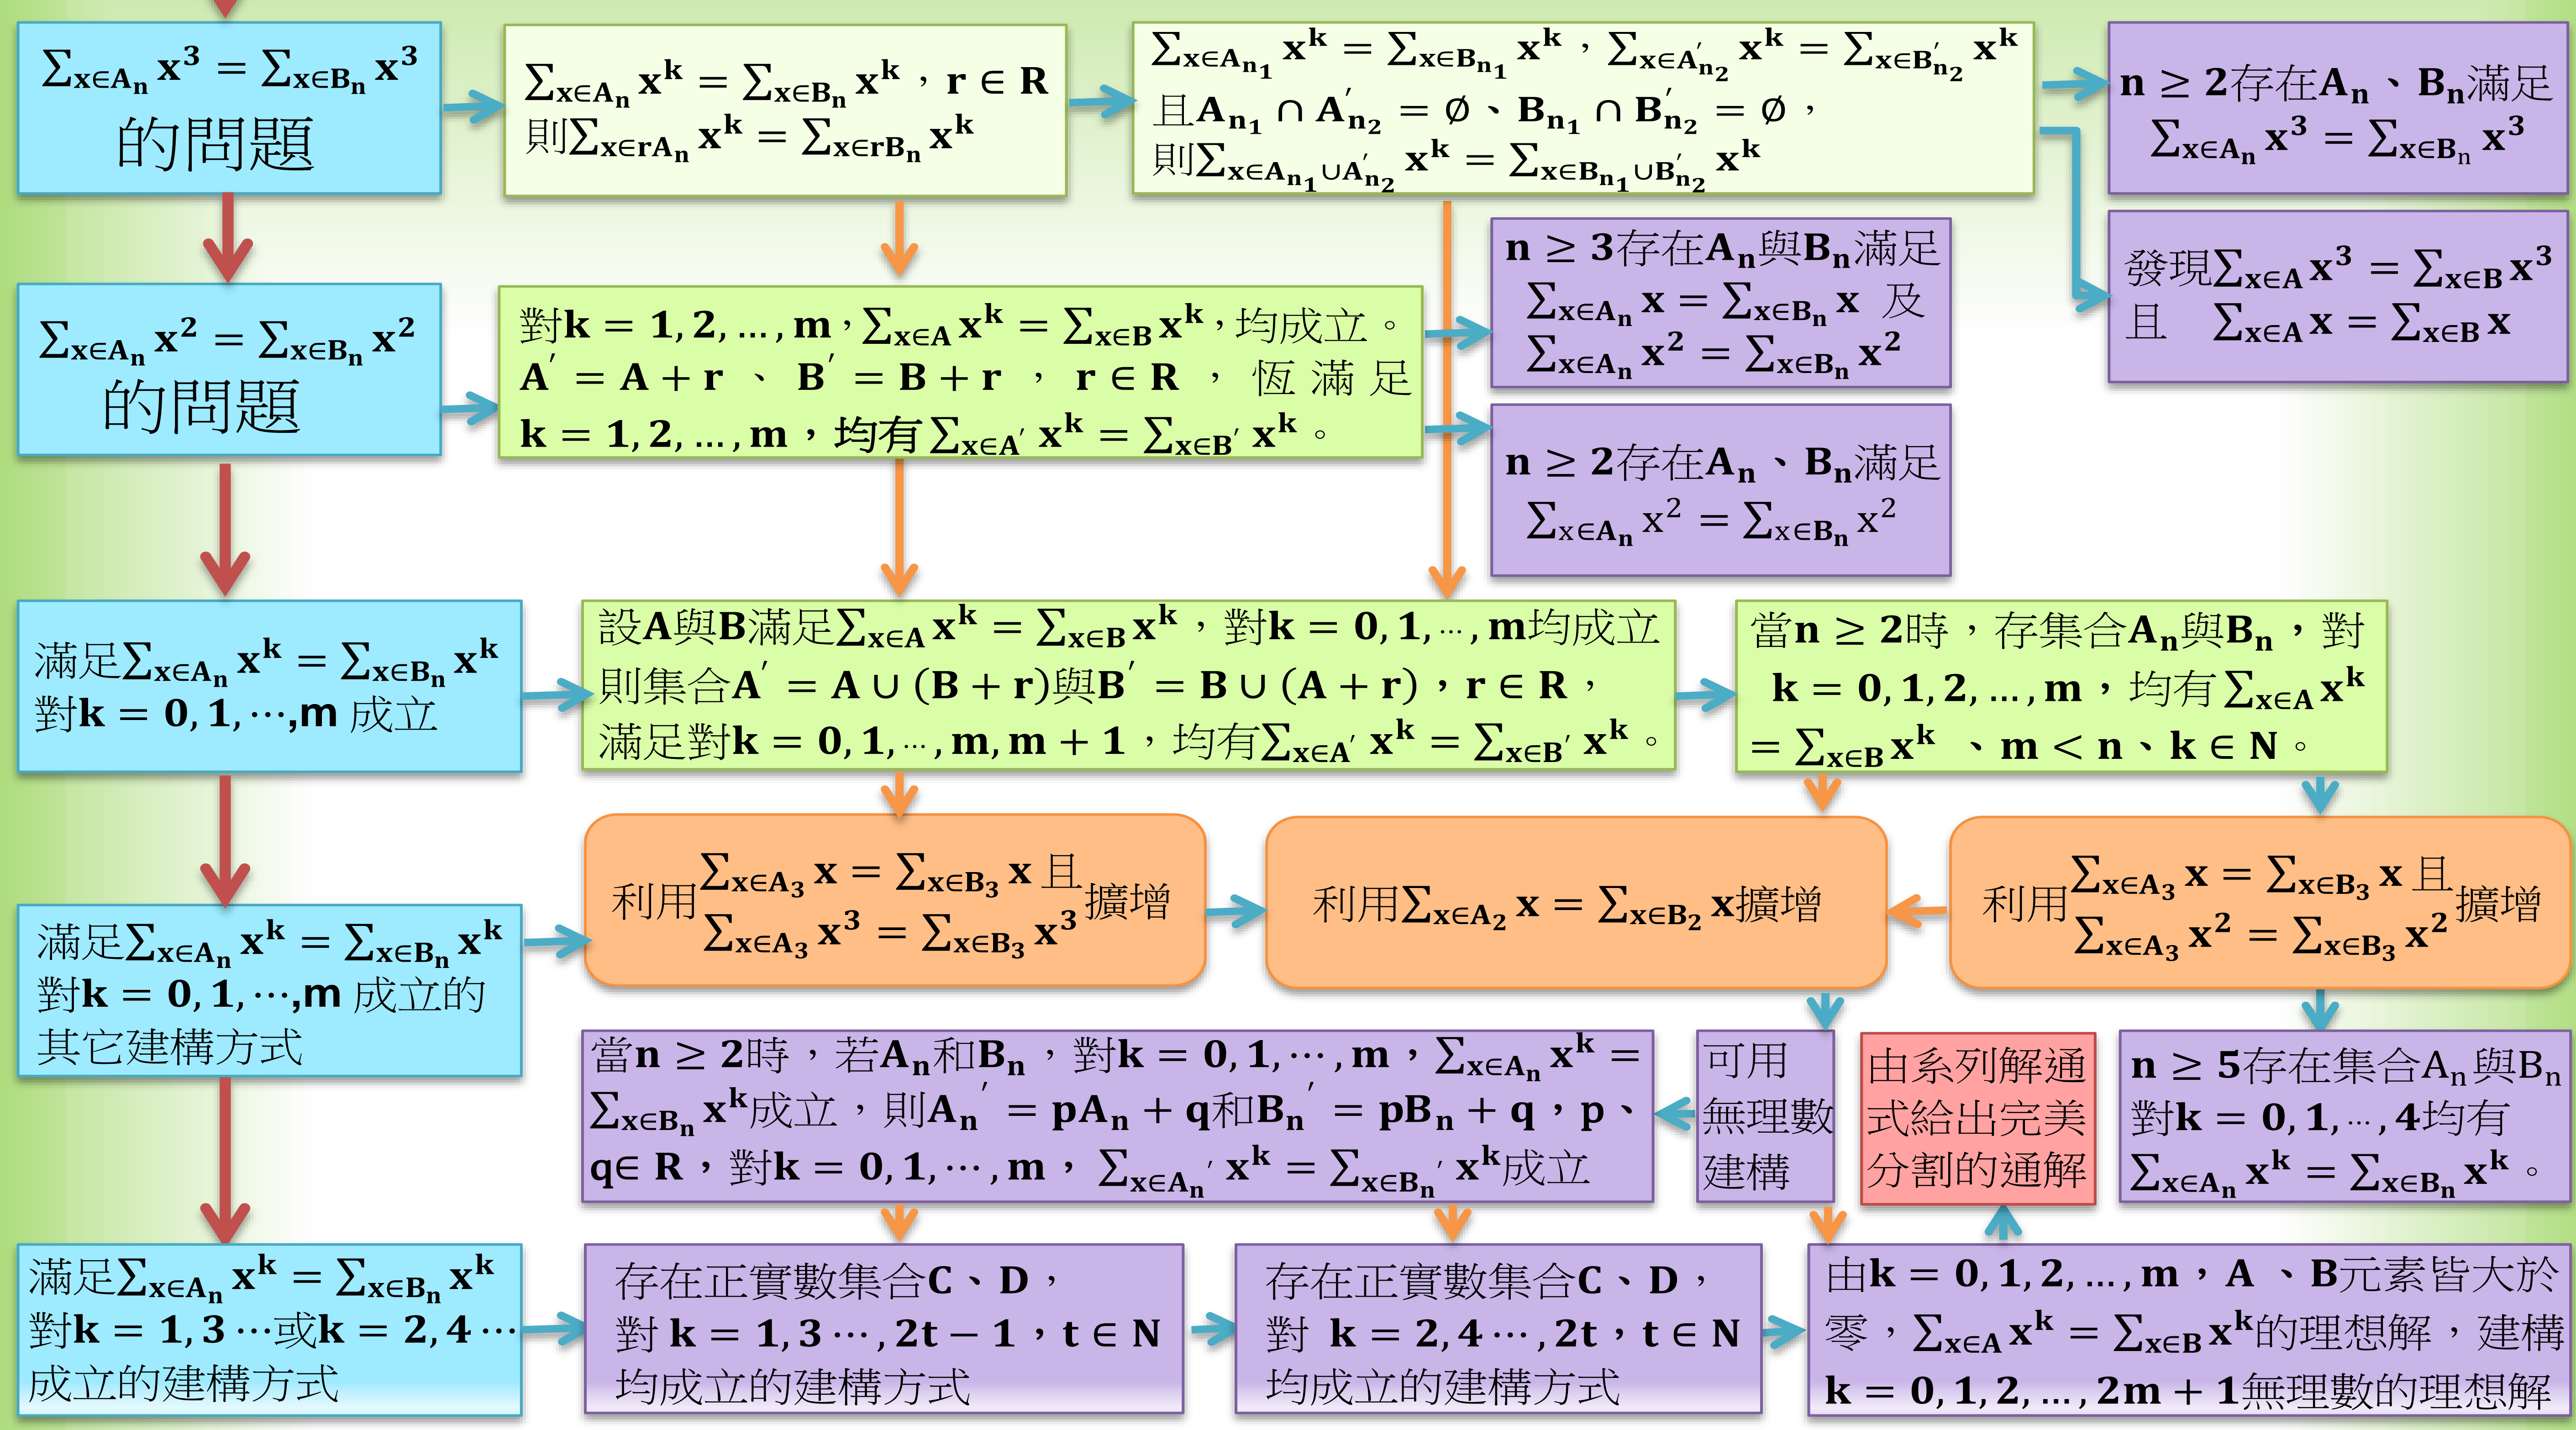 ∑ₓ∈Aₙ x³ = ∑ₓ∈Bₙ x³
的問題
∑ₓ∈Aₙ xᵏ = ∑ₓ∈Bₙ xᵏ，r ∈ R
則∑ₓ∈rAₙ xᵏ = ∑ₓ∈rBₙ xᵏ
∑ₓ∈Aₙ₁ xᵏ = ∑ₓ∈Bₙ₁ xᵏ，∑ₓ∈A′ₙ₂ xᵏ = ∑ₓ∈B′ₙ₂ xᵏ
且Aₙ₁ ∩ A′ₙ₂ = ∅、Bₙ₁ ∩ B′ₙ₂ = ∅，
則∑ₓ∈Aₙ₁∪A′ₙ₂ xᵏ = ∑ₓ∈Bₙ₁∪B′ₙ₂ xᵏ
n ≥ 2存在Aₙ、Bₙ滿足
∑ₓ∈Aₙ x³ = ∑ₓ∈Bₙ x³
發現∑ₓ∈A x³ = ∑ₓ∈B x³
且 ∑ₓ∈A x = ∑ₓ∈B x
∑ₓ∈Aₙ x² = ∑ₓ∈Bₙ x²
的問題
對k = 1, 2, …, m，∑ₓ∈A xᵏ = ∑ₓ∈B xᵏ，均成立。
A′ = A + r 、 B′ = B + r ， r ∈ R ， 恆 滿 足
k = 1, 2, …, m，均有∑ₓ∈A′ xᵏ = ∑ₓ∈B′ xᵏ。
n ≥ 3存在Aₙ與Bₙ滿足
∑ₓ∈Aₙ x = ∑ₓ∈Bₙ x 及
∑ₓ∈Aₙ x² = ∑ₓ∈Bₙ x²
n ≥ 2存在Aₙ、Bₙ滿足
∑ₓ∈Aₙ x² = ∑ₓ∈Bₙ x²
滿足∑ₓ∈Aₙ xᵏ = ∑ₓ∈Bₙ xᵏ
對k = 0, 1, ⋯,m 成立
設A與B滿足∑ₓ∈A xᵏ = ∑ₓ∈B xᵏ，對k = 0, 1, …, m均成立
則集合A′ = A ∪ (B + r)與B′ = B ∪ (A + r)，r ∈ R，
滿足對k = 0, 1, …, m, m + 1，均有∑ₓ∈A′ xᵏ = ∑ₓ∈B′ xᵏ。
當n ≥ 2時，存集合Aₙ與Bₙ，對
k = 0, 1, 2, …, m，均有∑ₓ∈A xᵏ
= ∑ₓ∈B xᵏ 、m < n、k ∈ N。
滿足∑ₓ∈Aₙ xᵏ = ∑ₓ∈Bₙ xᵏ
對k = 0, 1, ⋯,m 成立的
其它建構方式
利用∑ₓ∈A₃ x = ∑ₓ∈B₃ x 且
∑ₓ∈A₃ x³ = ∑ₓ∈B₃ x³擴增
利用∑ₓ∈A₂ x = ∑ₓ∈B₂ x擴增
利用∑ₓ∈A₃ x = ∑ₓ∈B₃ x 且
∑ₓ∈A₃ x² = ∑ₓ∈B₃ x²擴增
當n ≥ 2時，若Aₙ和Bₙ，對k = 0, 1, ⋯, m，∑ₓ∈Aₙ xᵏ =
∑ₓ∈Bₙ xᵏ成立，則Aₙ′ = pAₙ + q和Bₙ′ = pBₙ + q，p、
q∈ R，對k = 0, 1, ⋯, m，∑ₓ∈Aₙ′ xᵏ = ∑ₓ∈Bₙ′ xᵏ成立
可用
無理數
建構
由系列解通
式給出完美
分割的通解
n ≥ 5存在集合Aₙ與Bₙ
對k = 0, 1, …, 4均有
∑ₓ∈Aₙ xᵏ = ∑ₓ∈Bₙ xᵏ。
滿足∑ₓ∈Aₙ xᵏ = ∑ₓ∈Bₙ xᵏ
對k = 1, 3 ⋯或k = 2, 4 ⋯
成立的建構方式
存在正實數集合C、D，
對 k = 1, 3 ⋯, 2t − 1，t ∈ N
均成立的建構方式
存在正實數集合C、D，
對 k = 2, 4 ⋯, 2t，t ∈ N
均成立的建構方式
由k = 0, 1, 2, …, m，A 、B元素皆大於
零，∑ₓ∈A xᵏ = ∑ₓ∈B xᵏ的理想解，建構
k = 0, 1, 2, …, 2m + 1無理數的理想解